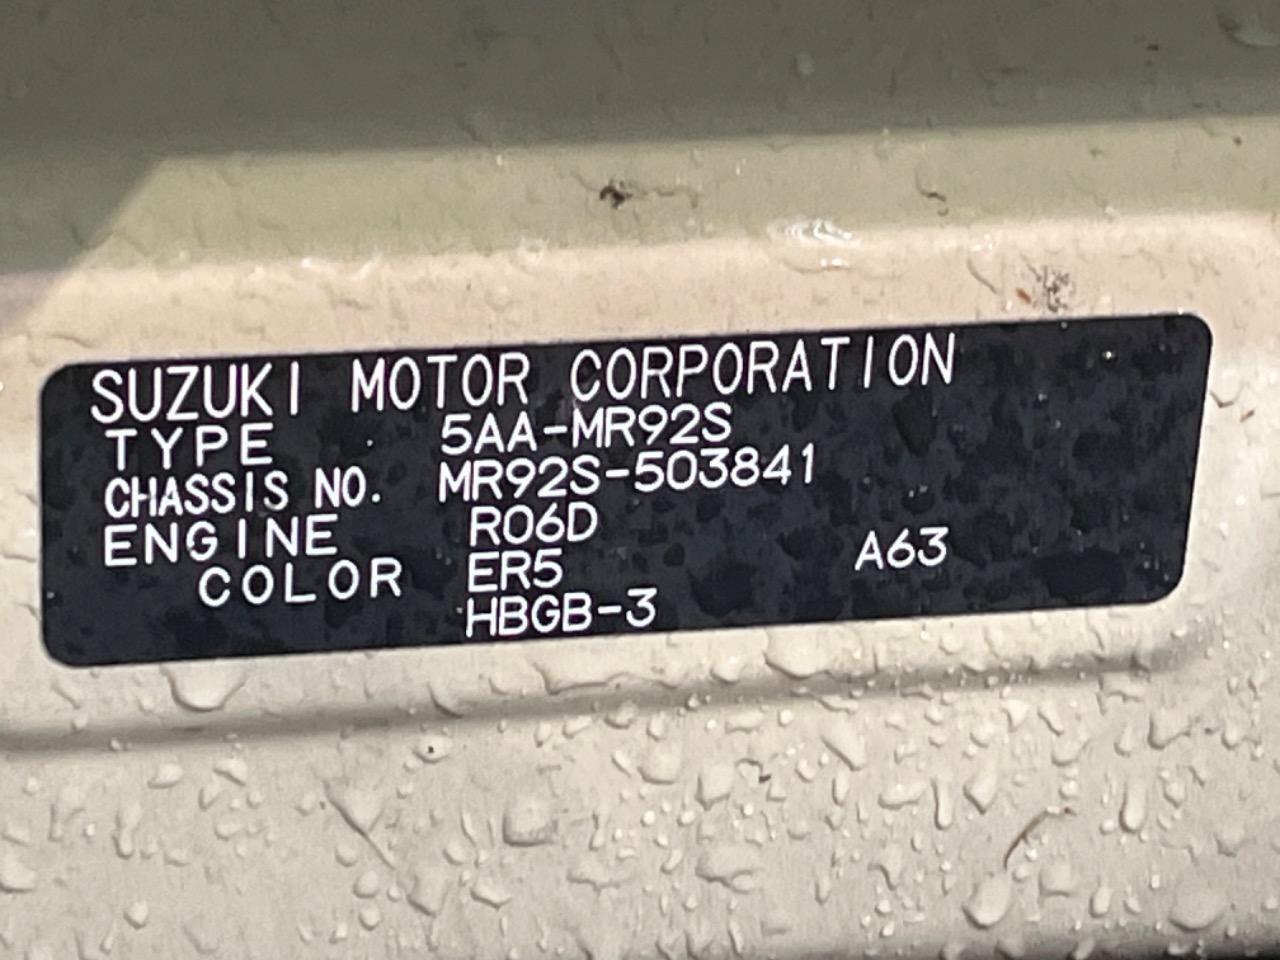 SUZUKI MOTOR CORPORATION
TYPE 5AA-MR92S
CHASSIS NO. MR92S-503841
ENGINE R06D
COLOR ER5 A63
HBGB-3